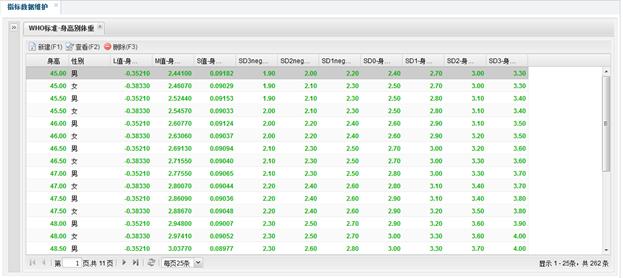 指标数据维护
WHO标准-身高别体重
新建(F1) 查看(F2) 删除(F3)
身高 性别 L值-身... M值-身... S值-身... SD3neg... SD2neg... SD1neg... SD0-身... SD1-身... SD2-身... SD3-身...
45.00 男 -0.35210 2.44100 0.09182 1.90 2.00 2.20 2.40 2.70 3.00 3.30
45.00 女 -0.38330 2.46070 0.09029 1.90 2.10 2.30 2.50 2.70 3.00 3.30
45.50 男 -0.35210 2.52440 0.09153 1.90 2.10 2.30 2.50 2.80 3.10 3.40
45.50 女 -0.38330 2.54570 0.09033 2.00 2.10 2.30 2.50 2.80 3.10 3.40
46.00 男 -0.35210 2.60770 0.09124 2.00 2.20 2.40 2.60 2.90 3.10 3.50
46.00 女 -0.38330 2.63060 0.09037 2.00 2.20 2.40 2.60 2.90 3.20 3.50
46.50 男 -0.35210 2.69130 0.09094 2.10 2.30 2.50 2.70 3.00 3.20 3.60
46.50 女 -0.38330 2.71550 0.09040 2.10 2.30 2.50 2.70 3.00 3.30 3.60
47.00 男 -0.35210 2.77550 0.09065 2.10 2.30 2.50 2.80 3.00 3.30 3.70
47.00 女 -0.38330 2.80070 0.09044 2.20 2.40 2.60 2.80 3.10 3.40 3.70
47.50 男 -0.35210 2.86090 0.09036 2.20 2.40 2.60 2.90 3.10 3.40 3.80
47.50 女 -0.38330 2.88670 0.09048 2.20 2.40 2.60 2.90 3.20 3.50 3.80
48.00 男 -0.35210 2.94800 0.09007 2.30 2.50 2.70 2.90 3.20 3.60 3.90
48.00 女 -0.38330 2.97410 0.09052 2.30 2.50 2.70 3.00 3.30 3.60 4.00
48.50 男 -0.35210 3.03770 0.08977 2.30 2.60 2.80 3.00 3.30 3.70 4.00
第 1 页,共 11 页 每页25条 显示 1 - 25条，共 262 条